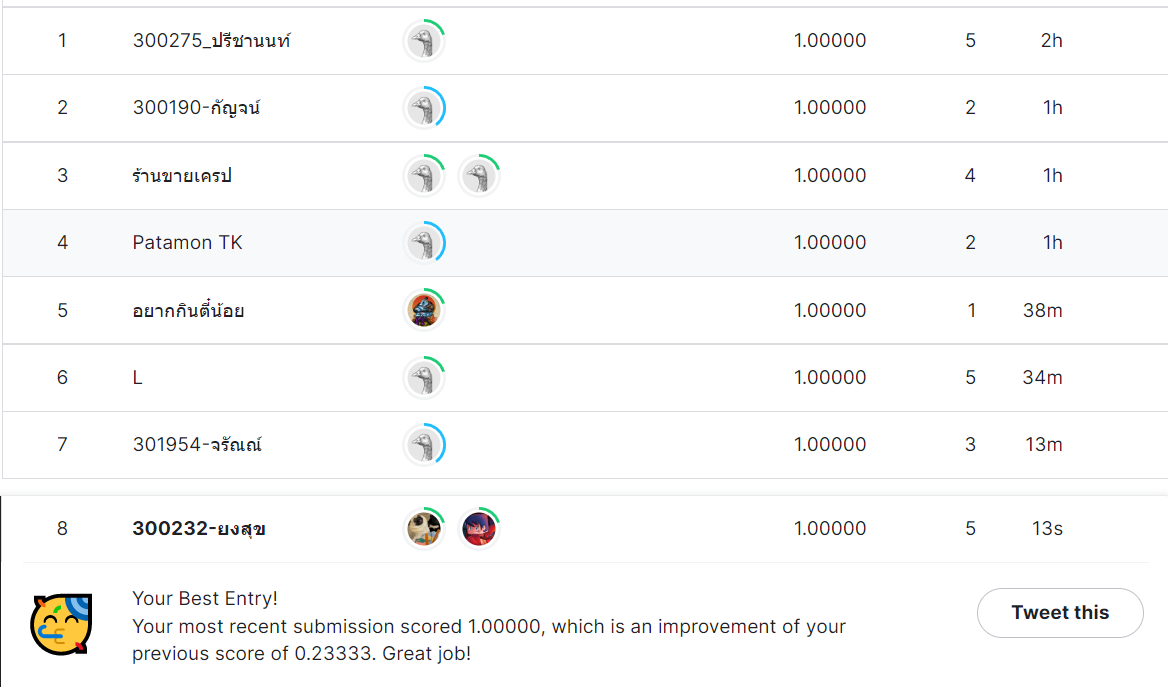 1 300275_ปรีชานนท์ 1.00000 5 2h
2 300190-กัญจน์ 1.00000 2 1h
3 ร้านขายเครป 1.00000 4 1h
4 Patamon TK 1.00000 2 1h
5 อยากกินตี๋น้อย 1.00000 1 38m
6 L 1.00000 5 34m
7 301954-จรัณณ์ 1.00000 3 13m
8 300232-ยงสุข 1.00000 5 13s
Your Best Entry!
Your most recent submission scored 1.00000, which is an improvement of your
previous score of 0.23333. Great job!
Tweet this